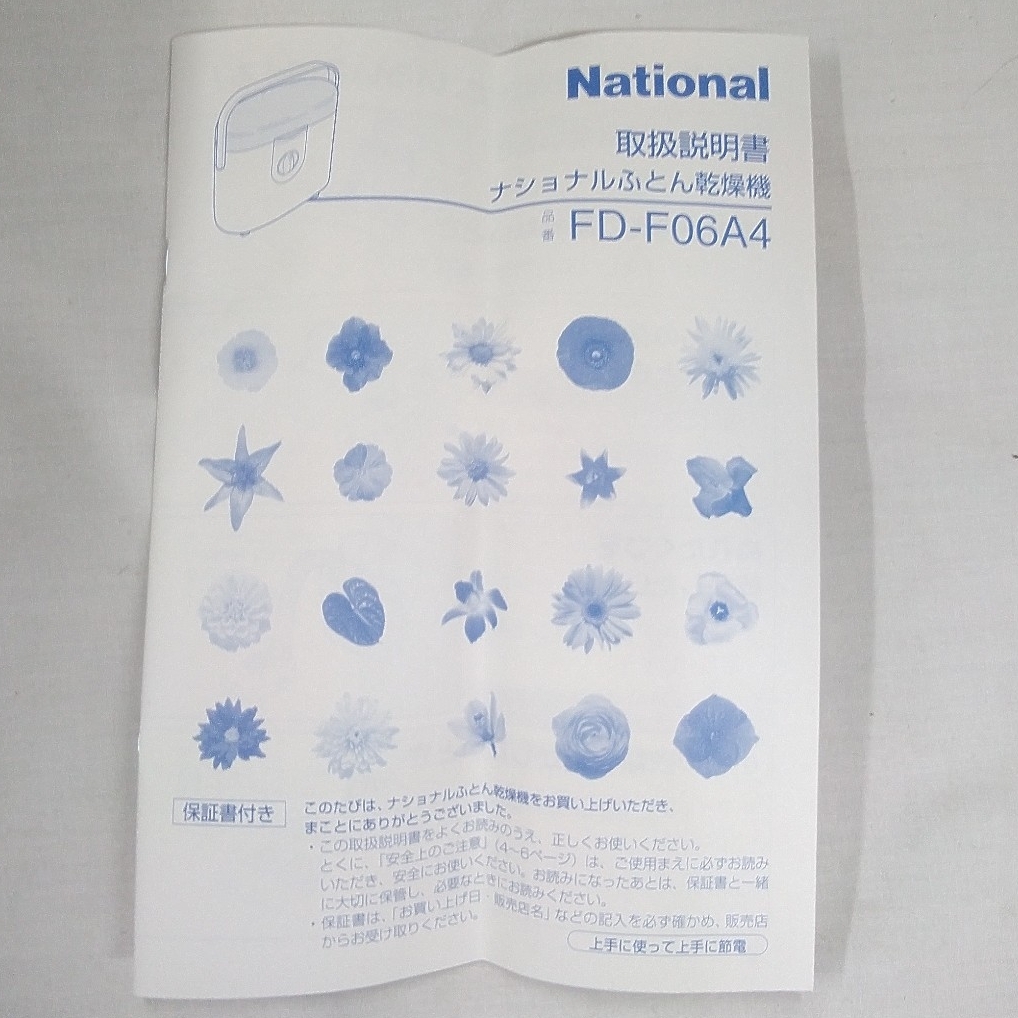 National
取扱説明書
ナショナルふとん乾燥機
品番 FD-F06A4
保証書付き
このたびは、ナショナルふとん乾燥機をお買い上げいただき、
まことにありがとうございました。
・この取扱説明書をよくお読みのうえ、正しくお使いください。
とくに、「安全上のご注意」(4~6ページ)は、ご使用まえに必ずお読み
いただき、安全にお使いください。お読みになったあとは、保証書と一緒
に大切に保管し、必要なときにお読みください。
・保証書は、「お買い上げ日・販売店名」などの記入を必ず確かめ、販売店
からお受け取りください。
上手に使って上手に節電